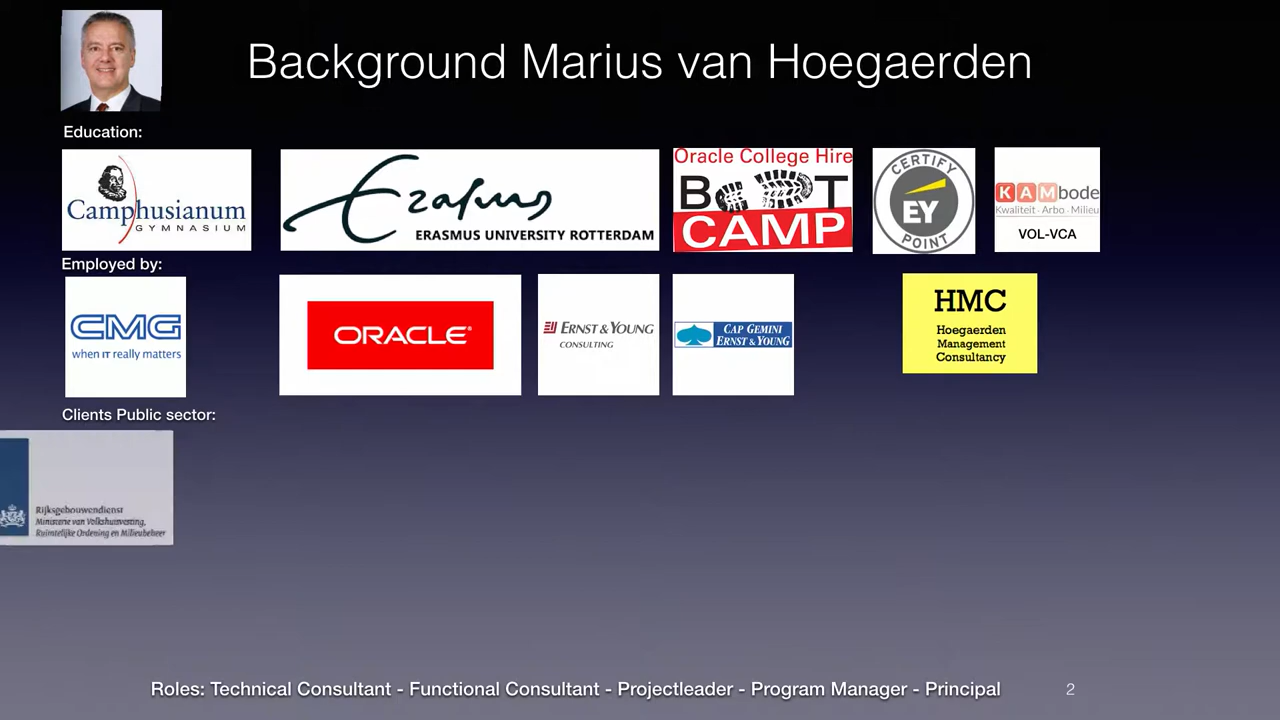 Background Marius van Hoegaerden
Education:
Camphusianum
GYMNASIUM
Erasmus
ERASMUS UNIVERSITY ROTTERDAM
Oracle College Hire
BOOT
CAMP
CERTIFY
EY
POINT
KAMbode
Kwaliteit - Arbo - Milieu
VOL-VCA
Employed by:
CMG
when IT really matters
ORACLE®
ERNST & YOUNG
CONSULTING
CAP GEMINI
ERNST & YOUNG
HMC
Hoegaerden
Management
Consultancy
Clients Public sector:
Rijksgebouwendienst
Ministerie van Volkshuisvesting,
Ruimtelijke Ordening en Milieubeheer
Roles: Technical Consultant - Functional Consultant - Projectleader - Program Manager - Principal
2